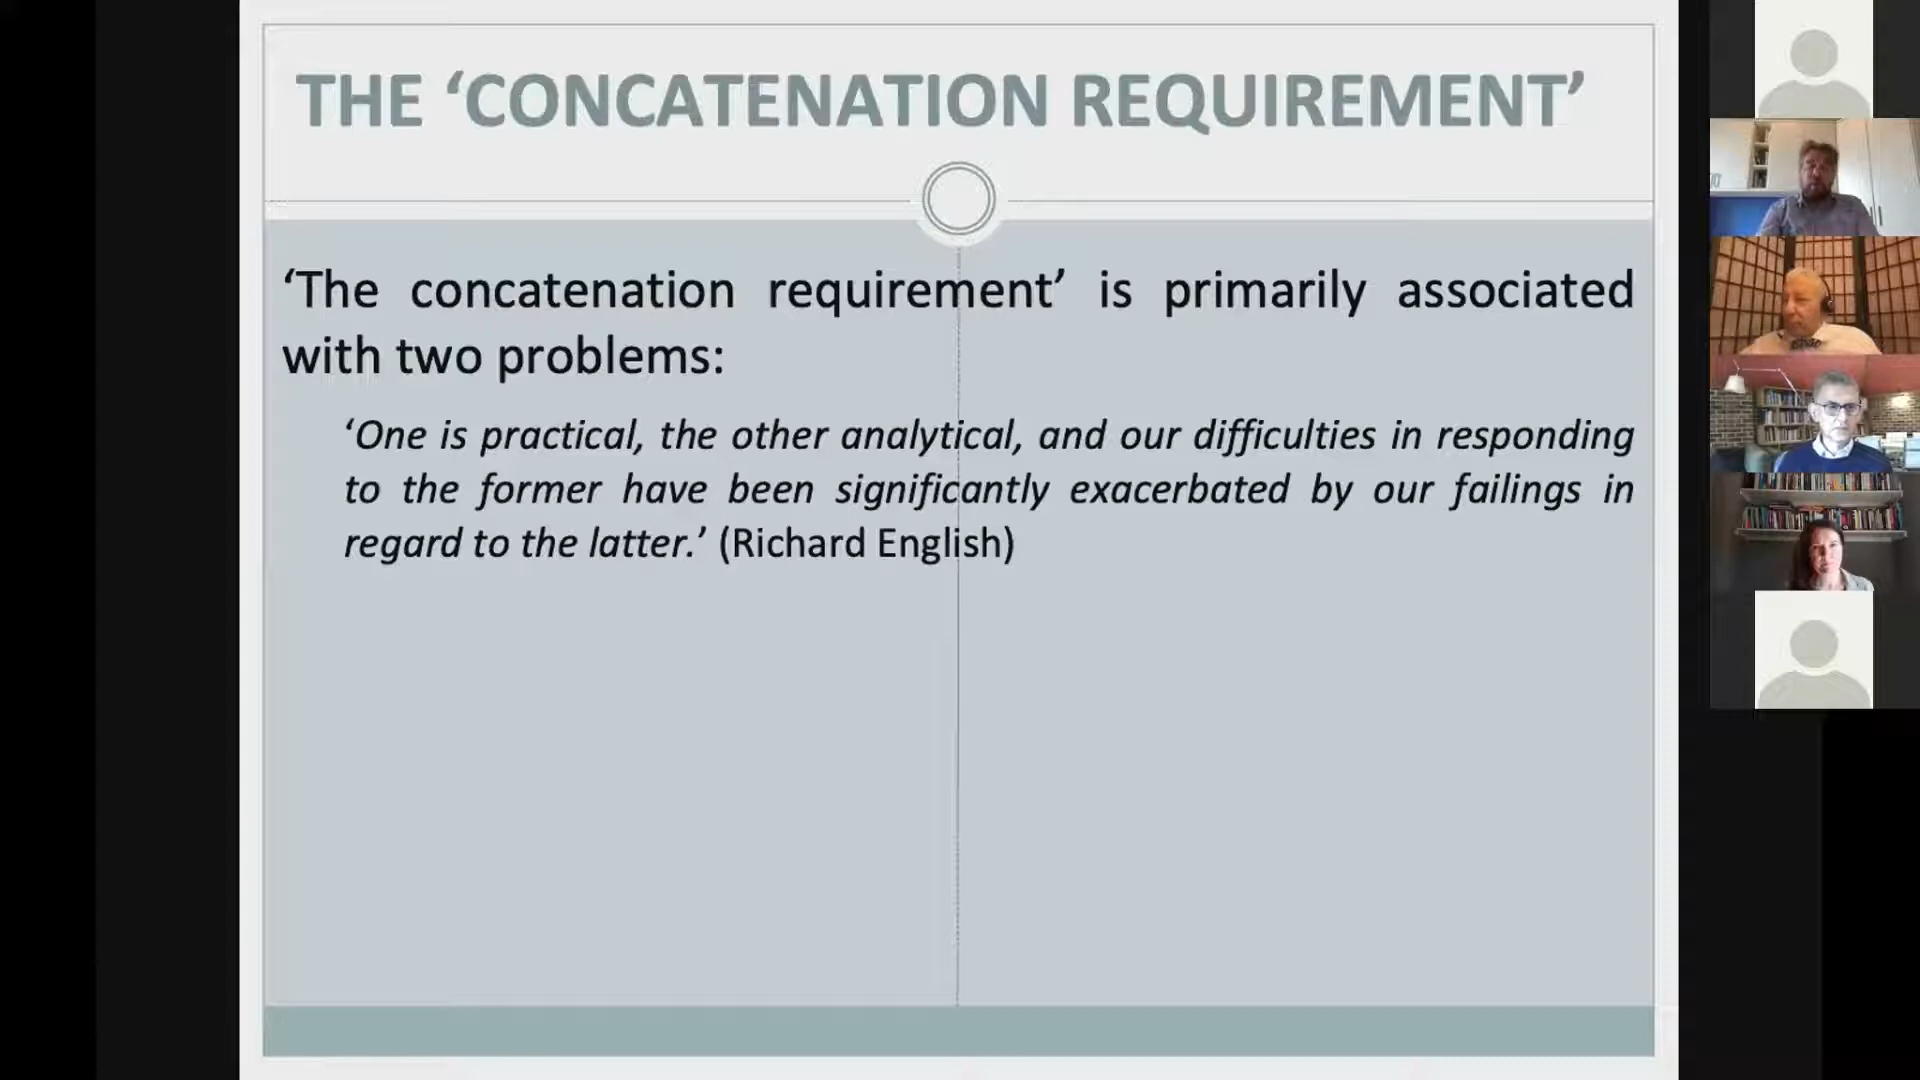 THE ‘CONCATENATION REQUIREMENT’
‘The concatenation requirement’ is primarily associated
with two problems:
‘One is practical, the other analytical, and our difficulties in responding
to the former have been significantly exacerbated by our failings in
regard to the latter.’ (Richard English)